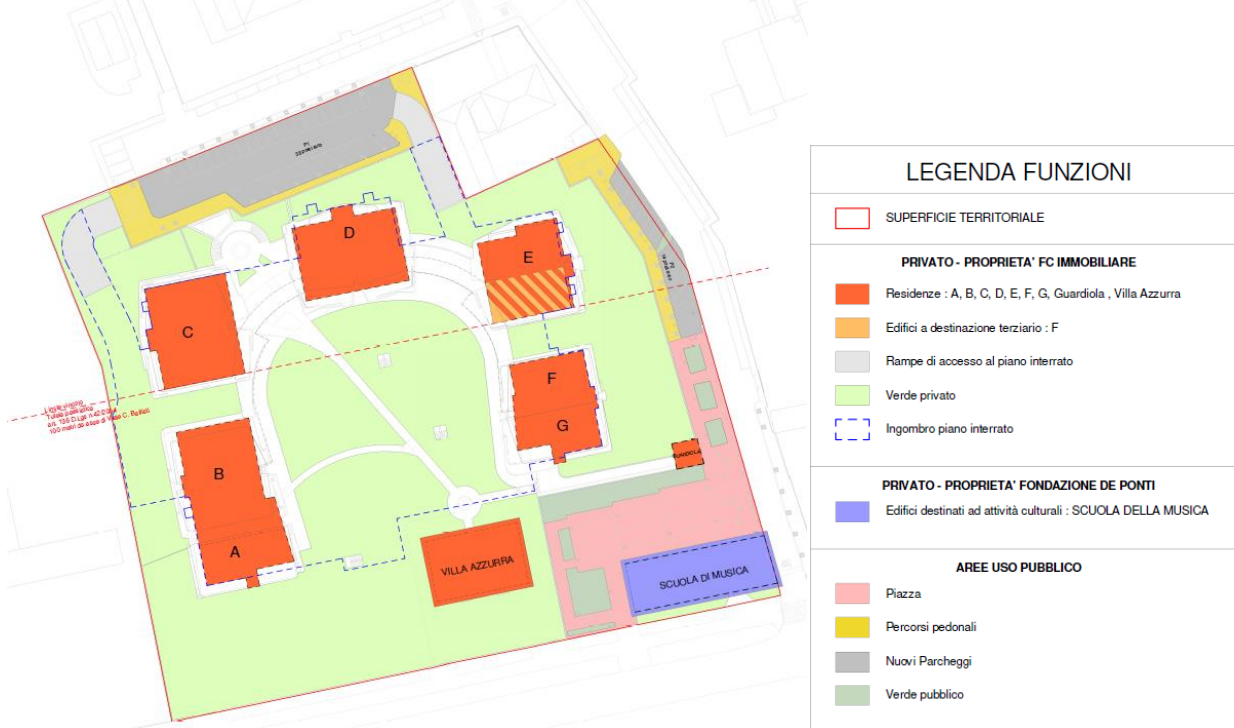 D
E
C
F
G
B
A
VILLA AZZURRA
SCUOLA DI MUSICA
LEGENDA FUNZIONI
SUPERFICIE TERRITORIALE
PRIVATO - PROPRIETA' FC IMMOBILIARE
Residenze : A, B, C, D, E, F, G, Guardiola , Villa Azzurra
Edifici a destinazione terziario : F
Rampe di accesso al piano interrato
Verde privato
Ingombro piano interrato
PRIVATO - PROPRIETA' FONDAZIONE DE PONTI
Edifici destinati ad attività culturali : SCUOLA DELLA MUSICA
AREE USO PUBBLICO
Piazza
Percorsi pedonali
Nuovi Parcheggi
Verde pubblico